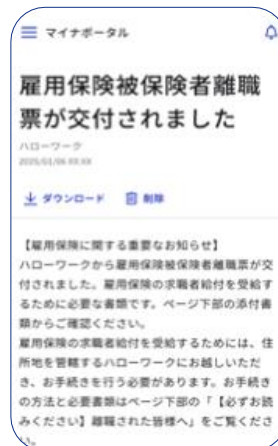 マイナポータル
雇用保険被保険者離職
票が交付されました
ハローワーク
2025/01/06 XX:XX
ダウンロード 削除
【雇用保険に関する重要なお知らせ】
ハローワークから雇用保険被保険者離職票が交
付されました。雇用保険の求職者給付を受給す
るために必要な書類です。ページ下部の添付書
類からご確認ください。
雇用保険の求職者給付を受給するためには、住
所地を管轄するハローワークにお越しいただ
き、お手続きを行う必要があります。お手続き
の方法と必要書類はページ下部の「【必ずお読
みください】離職された皆様へ」をご覧くださ
い。